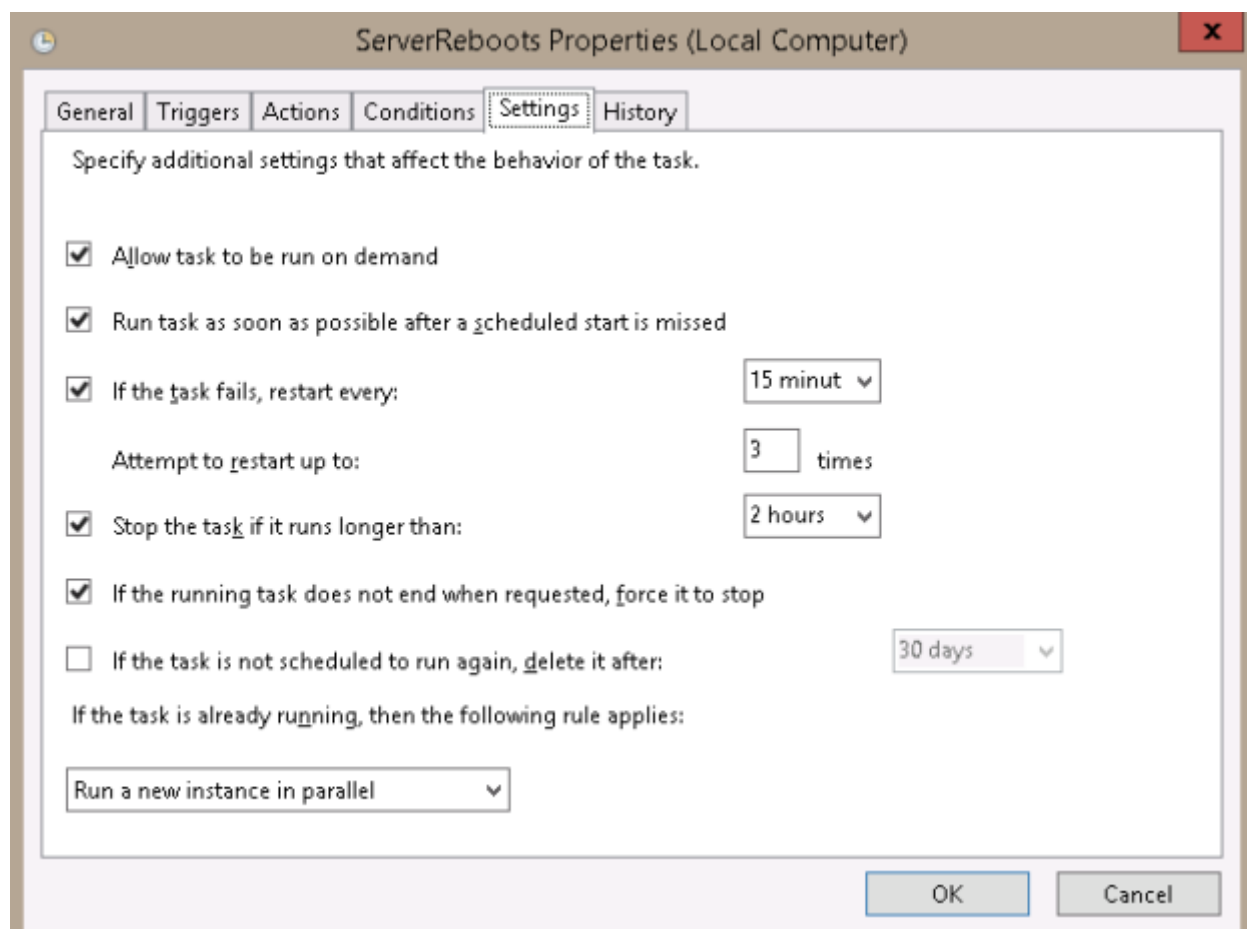 ServerReboots Properties (Local Computer)
x
General Triggers Actions Conditions Settings History
Specify additional settings that affect the behavior of the task.
Allow task to be run on demand
Run task as soon as possible after a scheduled start is missed
If the task fails, restart every: 15 minut
Attempt to restart up to: 3 times
Stop the task if it runs longer than: 2 hours
If the running task does not end when requested, force it to stop
If the task is not scheduled to run again, delete it after: 30 days
If the task is already running, then the following rule applies:
Run a new instance in parallel
OK Cancel